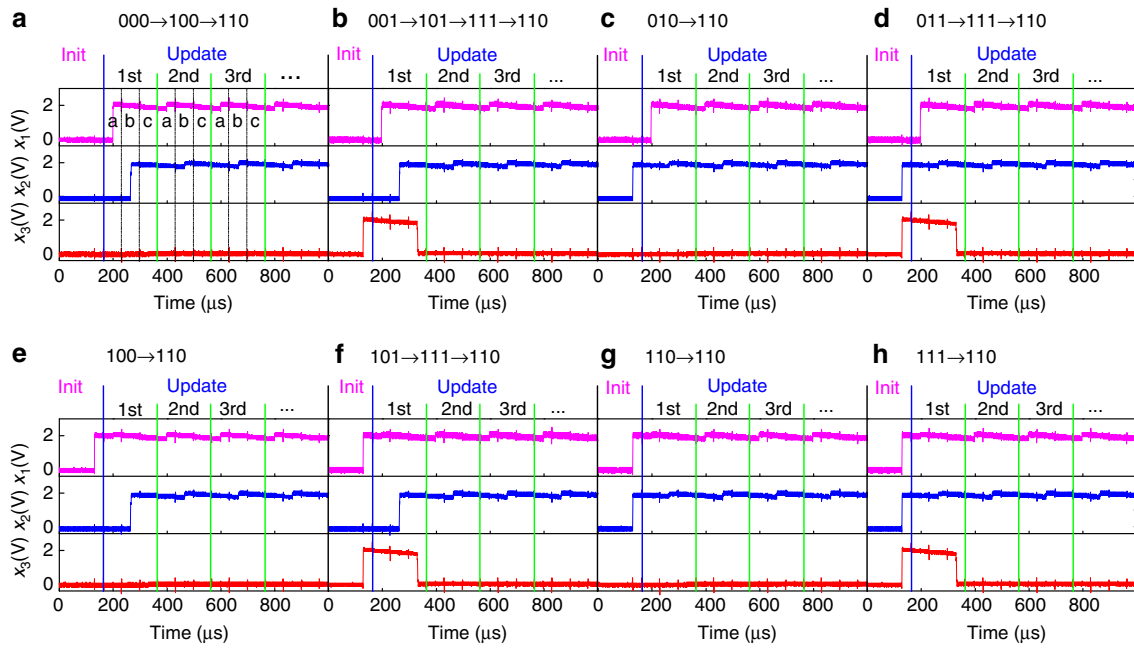 a 000→100→110
b 001→101→111→110
c 010→110
d 011→111→110
Init Update Init Update Init Update Init Update
1st 2nd 3rd ... 1st 2nd 3rd ... 1st 2nd 3rd ... 1st 2nd 3rd ...
a b c a b c a b c
x₁(V) 2 0
x₂(V) 2 0
x₃(V) 2 0
0 200 400 600 800 0 200 400 600 800 0 200 400 600 800 0 200 400 600 800
Time (μs) Time (μs) Time (μs) Time (μs)
e 100→110
f 101→111→110
g 110→110
h 111→110
Init Update Init Update Init Update Init Update
1st 2nd 3rd ... 1st 2nd 3rd ... 1st 2nd 3rd ... 1st 2nd 3rd ...
x₁(V) 2 0
x₂(V) 2 0
x₃(V) 2 0
0 200 400 600 800 0 200 400 600 800 0 200 400 600 800 0 200 400 600 800
Time (μs) Time (μs) Time (μs) Time (μs)